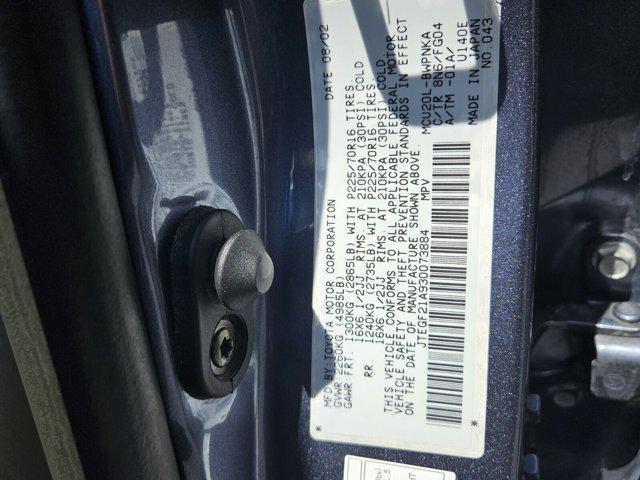 MFD BY:TOYOTA MOTOR CORPORATION DATE 08/02
GVWR:2260KG (4985LB)
GAWR:FRT. 1300KG (2865LB) WITH P225/70R16 TIRES.
16X6 1/2JJ RIMS. AT 210KPA (30PSI) COLD
RR. 1240KG (2735LB) WITH P225/70R16 TIRES.
16X6 1/2JJ RIMS. AT 210KPA (30PSI) COLD
THIS VEHICLE CONFORMS TO ALL APPLICABLE FEDERAL MOTOR
VEHICLE SAFETY AND THEFT PREVENTION STANDARDS IN EFFECT
ON THE DATE OF MANUFACTURE SHOWN ABOVE.
JTEGF21A930073884 MPV
* *
MCU20L-BWPNKA
C/TR 8N6/FG04
A/TM -01A/ U140E
MADE IN JAPAN
NO.043